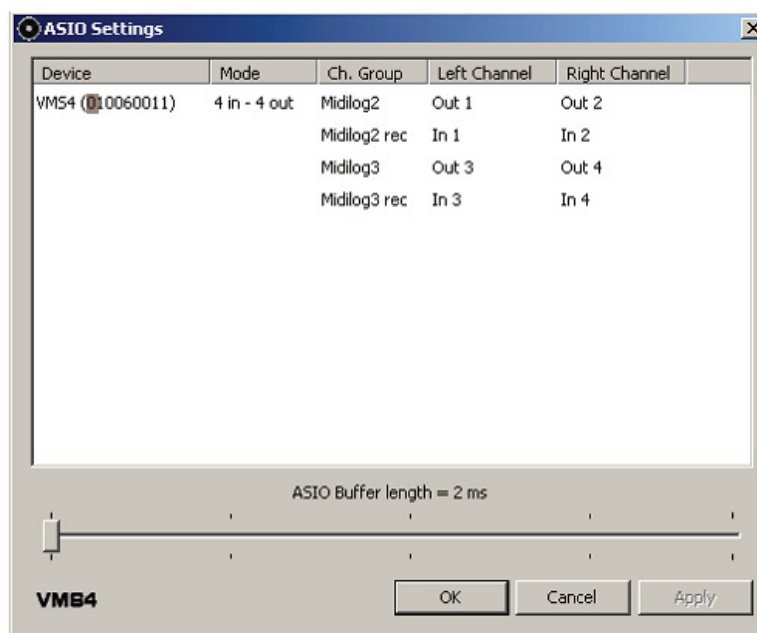 ASIO Settings
Device Mode Ch. Group Left Channel Right Channel
VMS4 (010060011) 4 in - 4 out Midilog2 Out 1 Out 2
Midilog2 rec In 1 In 2
Midilog3 Out 3 Out 4
Midilog3 rec In 3 In 4
ASIO Buffer length = 2 ms
VMS4
OK Cancel Apply